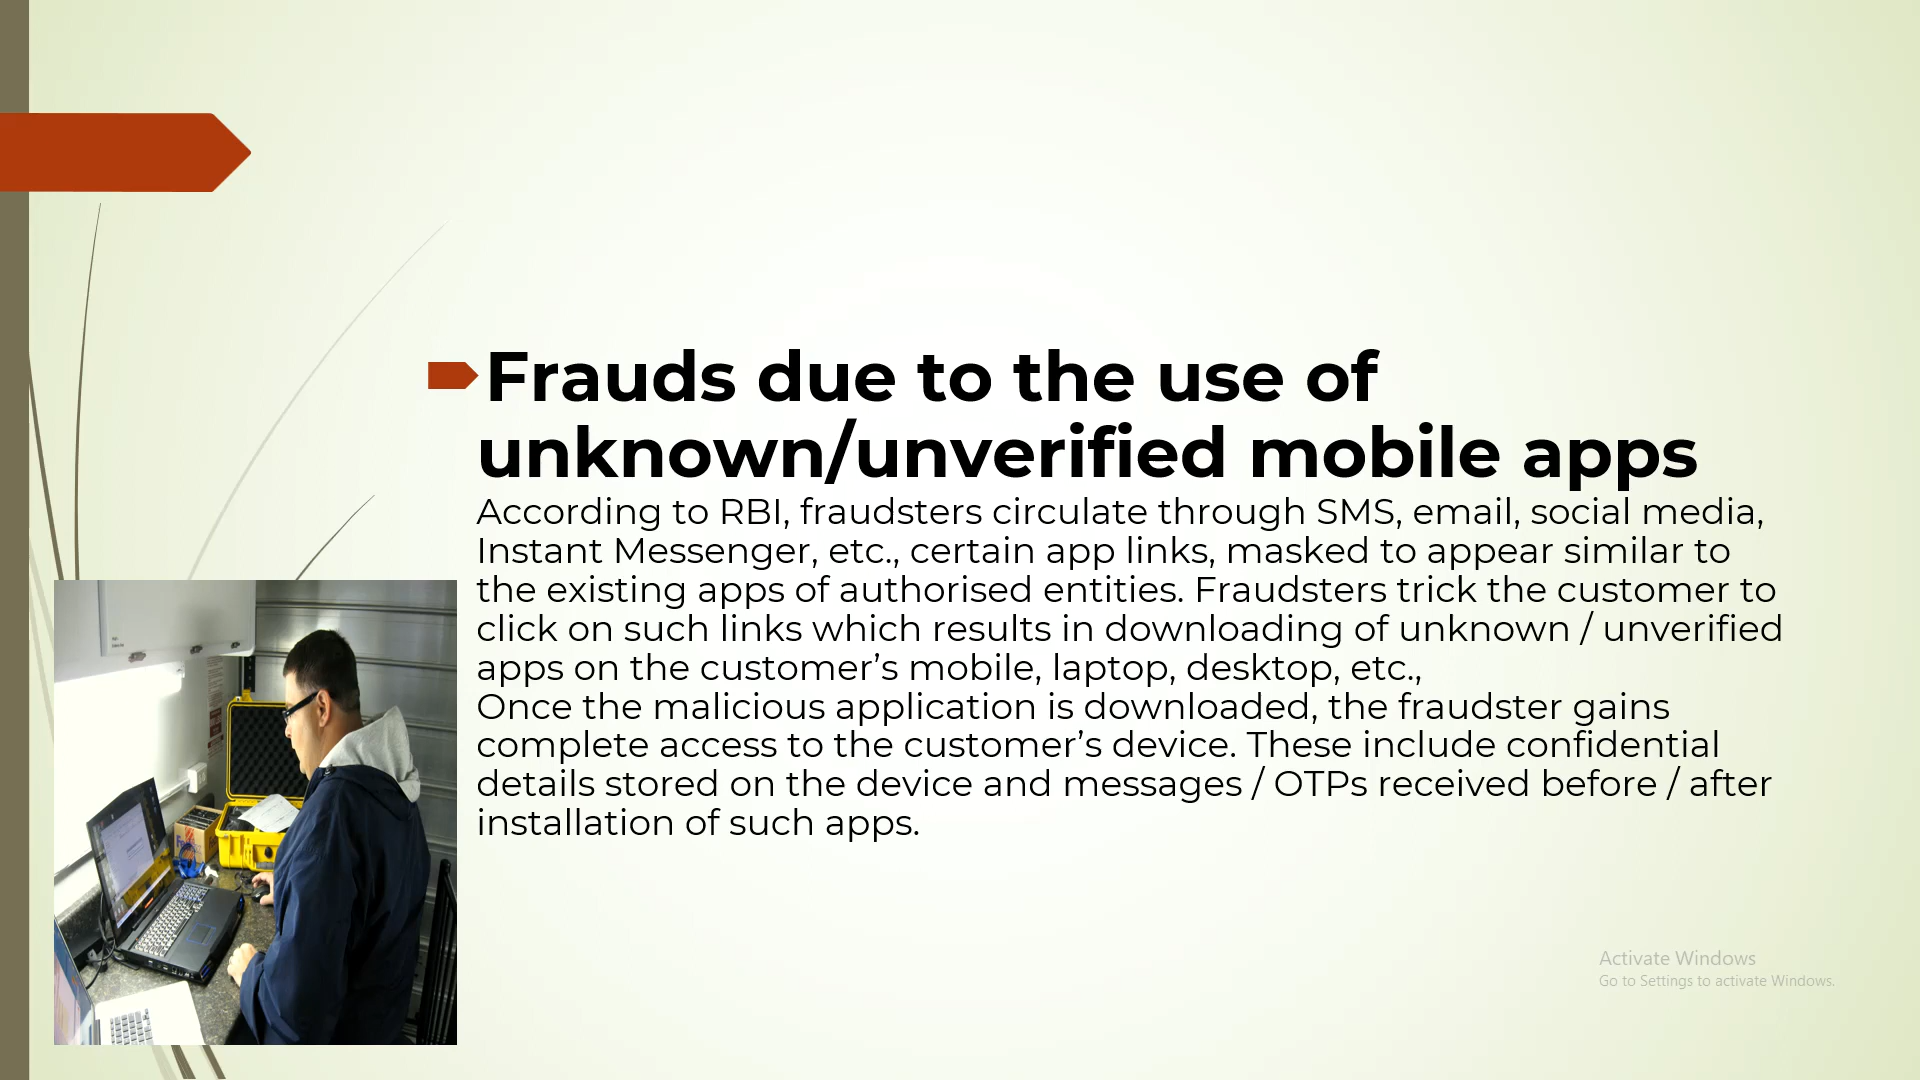 Frauds due to the use of
unknown/unverified mobile apps
According to RBI, fraudsters circulate through SMS, email, social media,
Instant Messenger, etc., certain app links, masked to appear similar to
the existing apps of authorised entities. Fraudsters trick the customer to
click on such links which results in downloading of unknown / unverified
apps on the customer’s mobile, laptop, desktop, etc.,
Once the malicious application is downloaded, the fraudster gains
complete access to the customer’s device. These include confidential
details stored on the device and messages / OTPs received before / after
installation of such apps.
Activate Windows
Go to Settings to activate Windows.